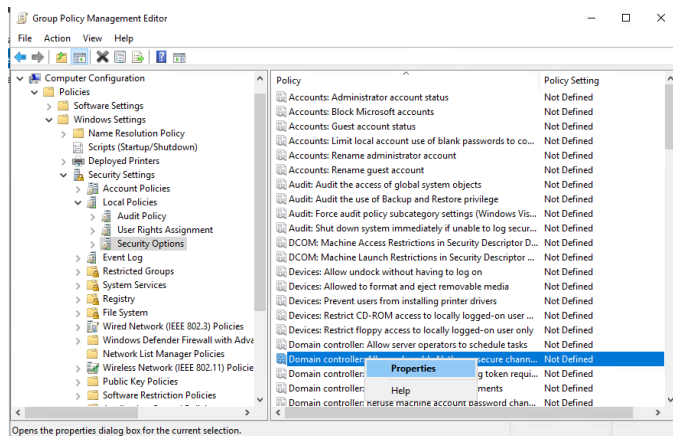 Group Policy Management Editor
File Action View Help
Computer Configuration
Policies
Software Settings
Windows Settings
Name Resolution Policy
Scripts (Startup/Shutdown)
Deployed Printers
Security Settings
Account Policies
Local Policies
Audit Policy
User Rights Assignment
Security Options
Event Log
Restricted Groups
System Services
Registry
File System
Wired Network (IEEE 802.3) Policies
Windows Defender Firewall with Adva
Network List Manager Policies
Wireless Network (IEEE 802.11) Policie
Public Key Policies
Software Restriction Policies
Policy Policy Setting
Accounts: Administrator account status Not Defined
Accounts: Block Microsoft accounts Not Defined
Accounts: Guest account status Not Defined
Accounts: Limit local account use of blank passwords to co... Not Defined
Accounts: Rename administrator account Not Defined
Accounts: Rename guest account Not Defined
Audit: Audit the access of global system objects Not Defined
Audit: Audit the use of Backup and Restore privilege Not Defined
Audit: Force audit policy subcategory settings (Windows Vis... Not Defined
Audit: Shut down system immediately if unable to log secur... Not Defined
DCOM: Machine Access Restrictions in Security Descriptor D... Not Defined
DCOM: Machine Launch Restrictions in Security Descriptor ... Not Defined
Devices: Allow undock without having to log on Not Defined
Devices: Allowed to format and eject removable media Not Defined
Devices: Prevent users from installing printer drivers Not Defined
Devices: Restrict CD-ROM access to locally logged-on user ... Not Defined
Devices: Restrict floppy access to locally logged-on user only Not Defined
Domain controller: Allow server operators to schedule tasks Not Defined
Domain controller: secure chann... Not Defined
Properties
Domain controller: g token requi... Not Defined
Help
Domain controller: ments Not Defined
Domain controller: Refuse machine account password chan... Not Defined
Opens the properties dialog box for the current selection.